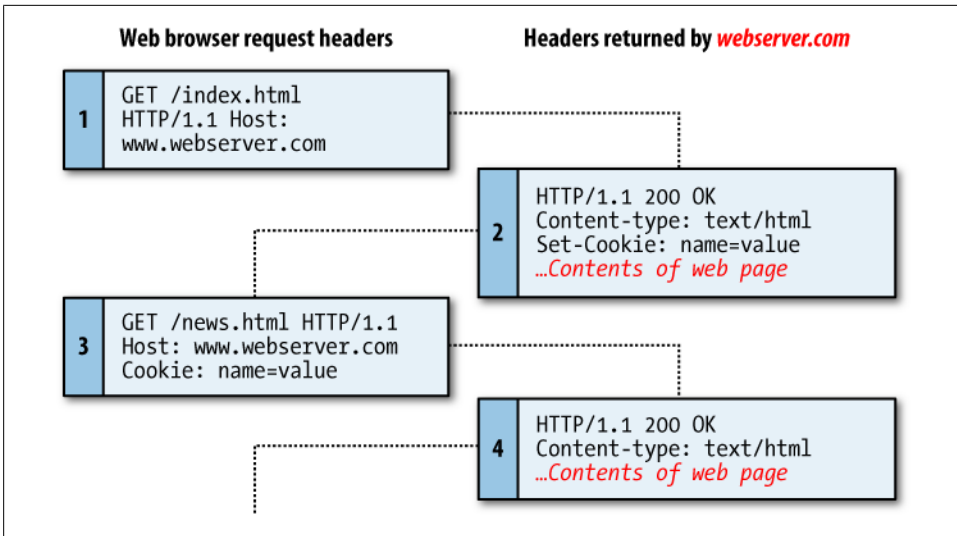 Web browser request headers
Headers returned by webserver.com
1
GET /index.html
HTTP/1.1 Host:
www.webserver.com
2
HTTP/1.1 200 OK
Content-type: text/html
Set-Cookie: name=value
…Contents of web page
3
GET /news.html HTTP/1.1
Host: www.webserver.com
Cookie: name=value
4
HTTP/1.1 200 OK
Content-type: text/html
…Contents of web page